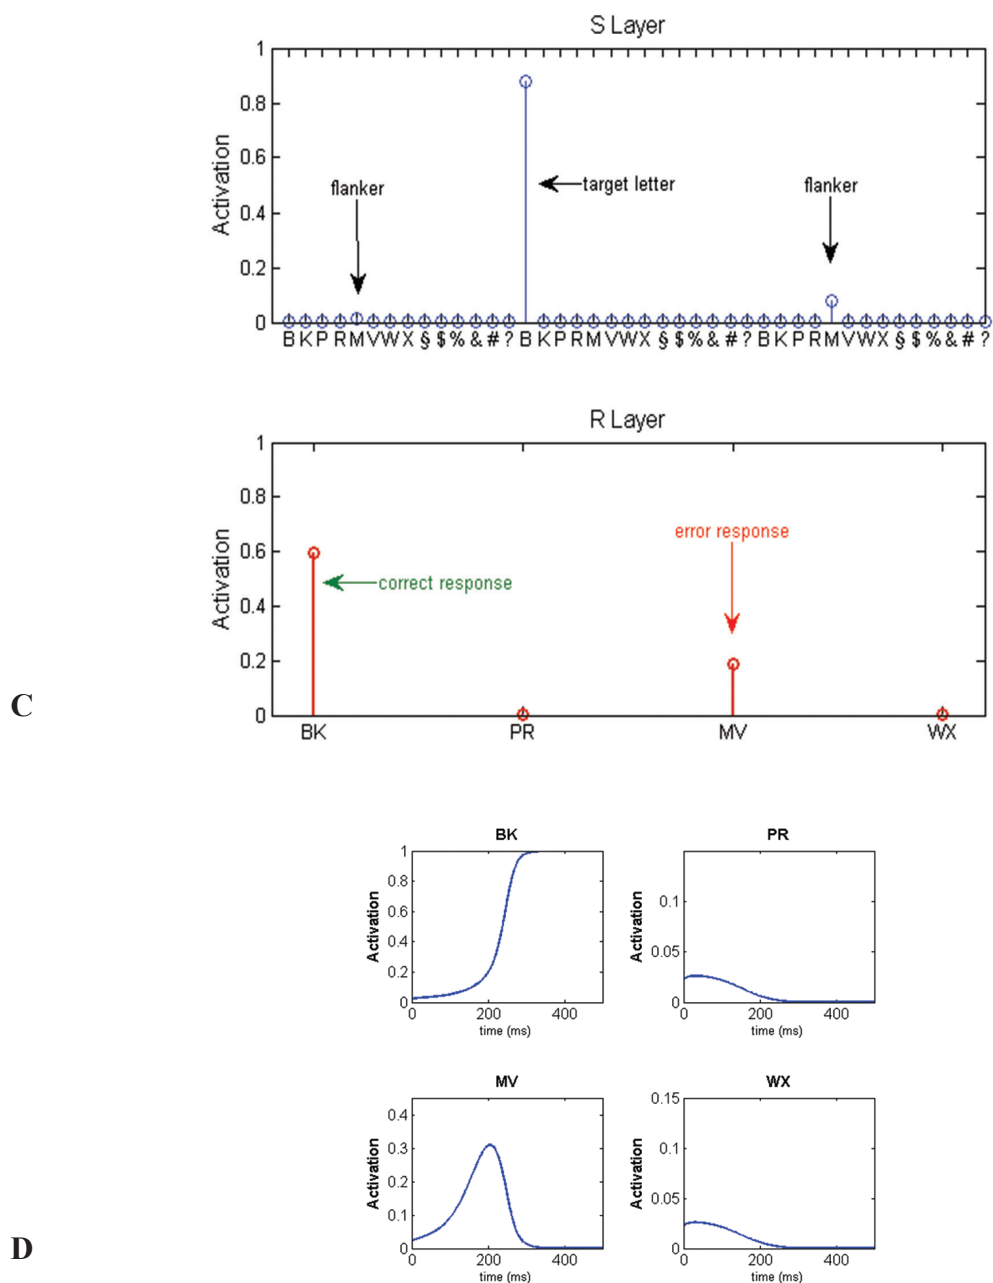 S Layer
1
0.8
0.6
0.4
0.2
0
Activation
flanker
target letter
flanker
B K P R M V W X § $ % & # ? B K P R M V W X § $ % & # ? B K P R M V W X § $ % & # ?
R Layer
1
0.8
0.6
0.4
0.2
0
Activation
correct response
error response
BK PR MV WX
C
BK
1
0.8
0.6
0.4
0.2
0
Activation
0 200 400
time (ms)
PR
0.1
0.05
0
Activation
0 200 400
time (ms)
MV
0.4
0.3
0.2
0.1
0
Activation
0 200 400
time (ms)
WX
0.15
0.1
0.05
0
Activation
0 200 400
time (ms)
D